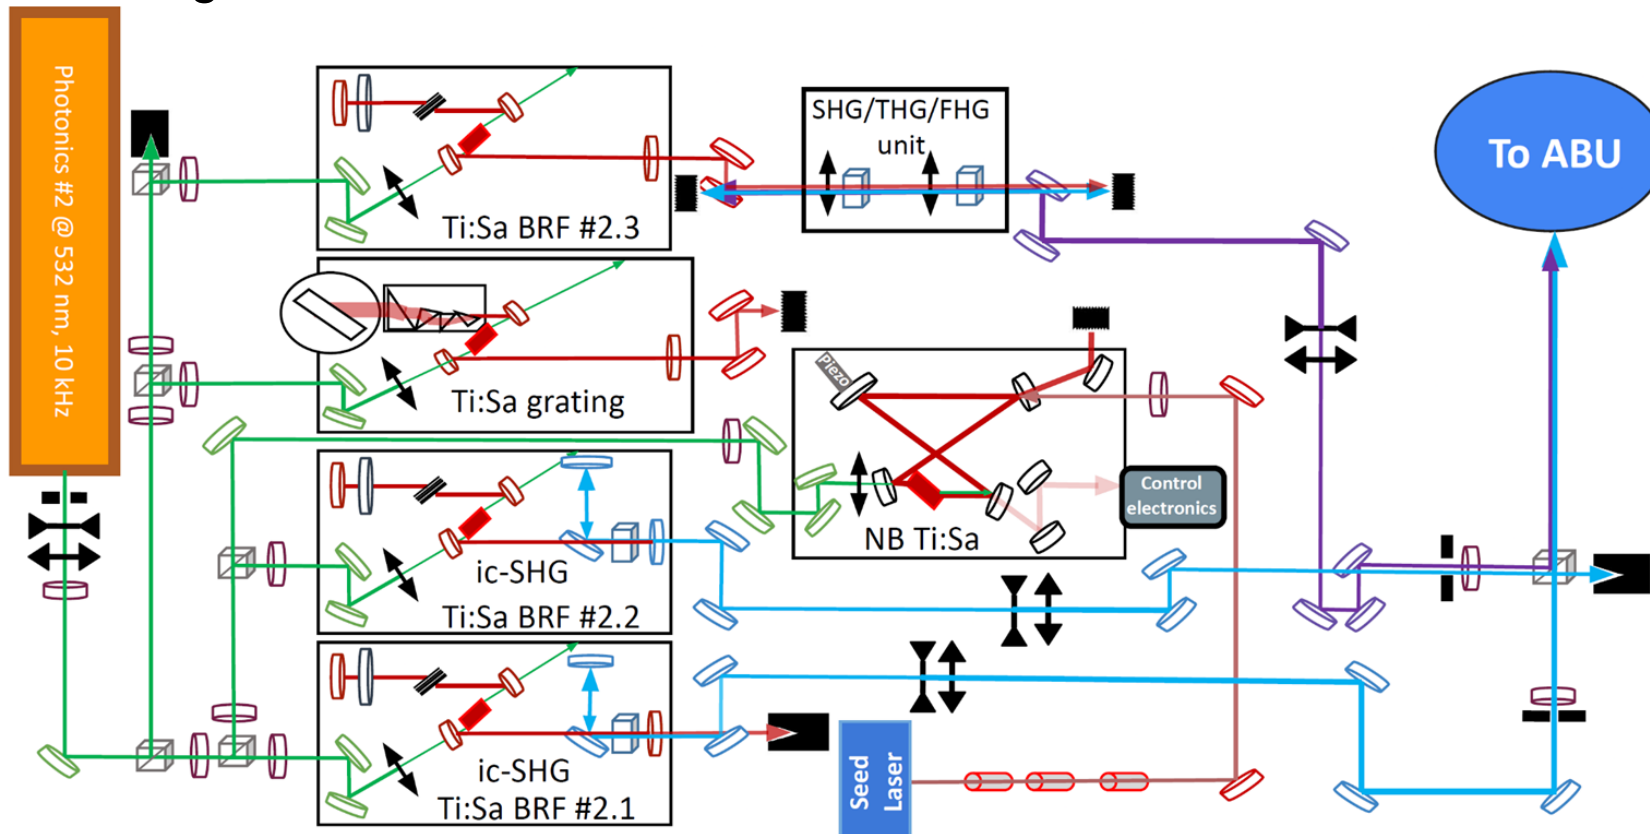 Photonics #2 @ 532 nm, 10 kHz
Ti:Sa BRF #2.3
SHG/THG/FHG
unit
To ABU
Ti:Sa grating
Piezo
NB Ti:Sa
Control
electronics
ic-SHG
Ti:Sa BRF #2.2
ic-SHG
Ti:Sa BRF #2.1
Seed
Laser